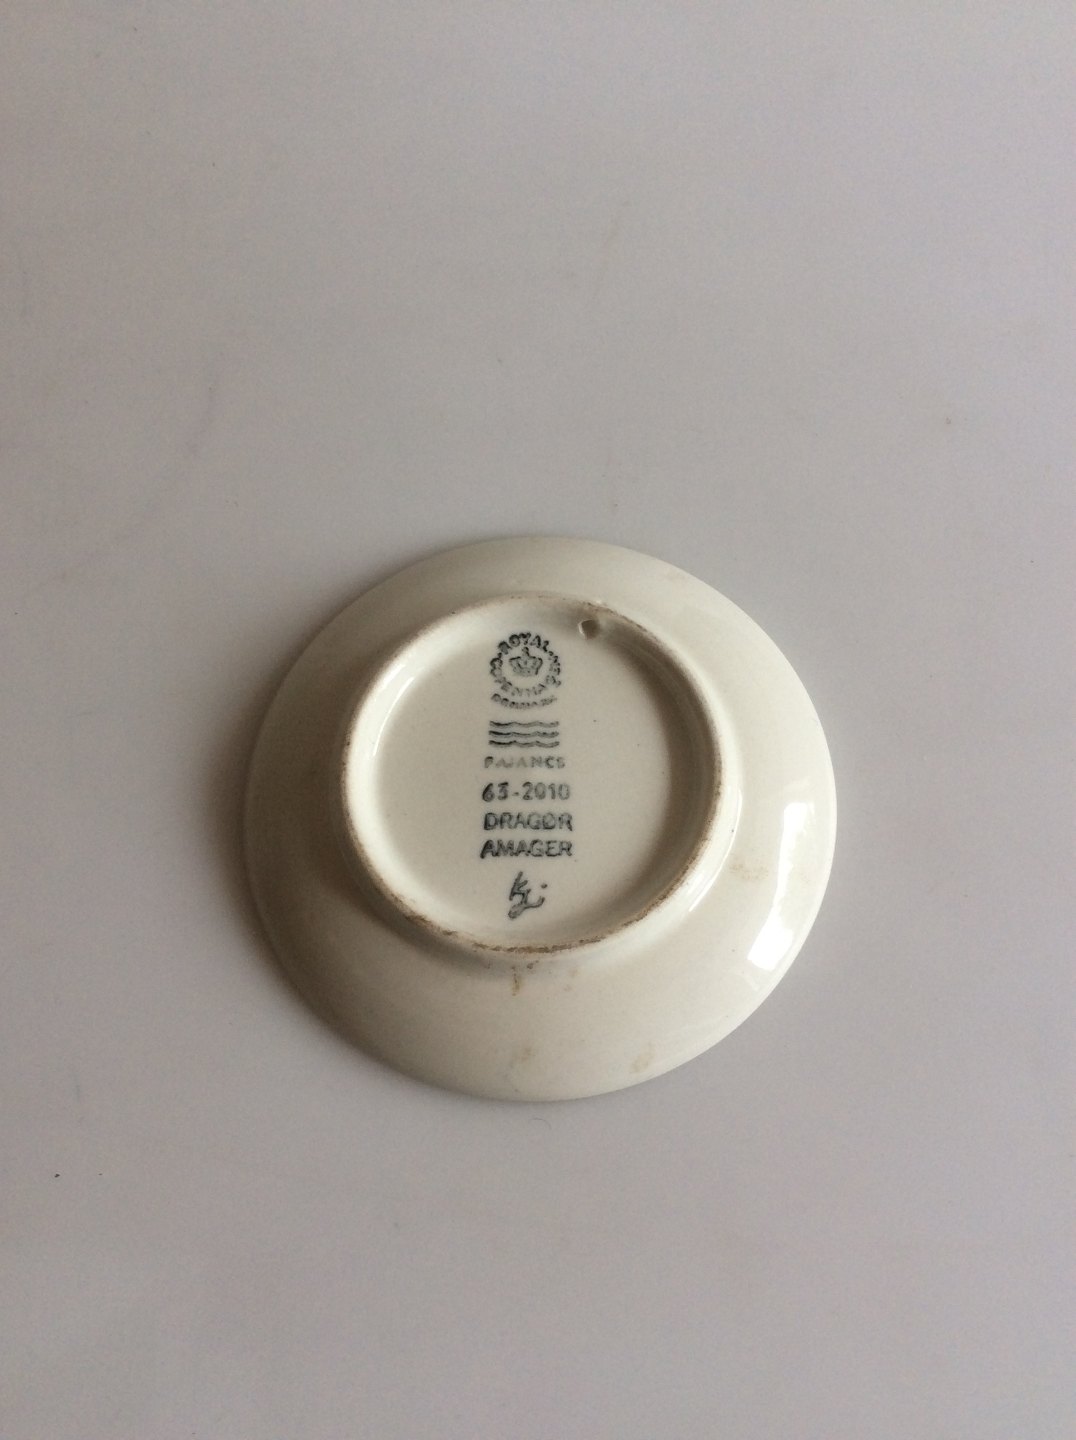 ROYAL COPENHAGEN
DENMARK
FAJANCE
63-2010
DRAGØR
AMAGER